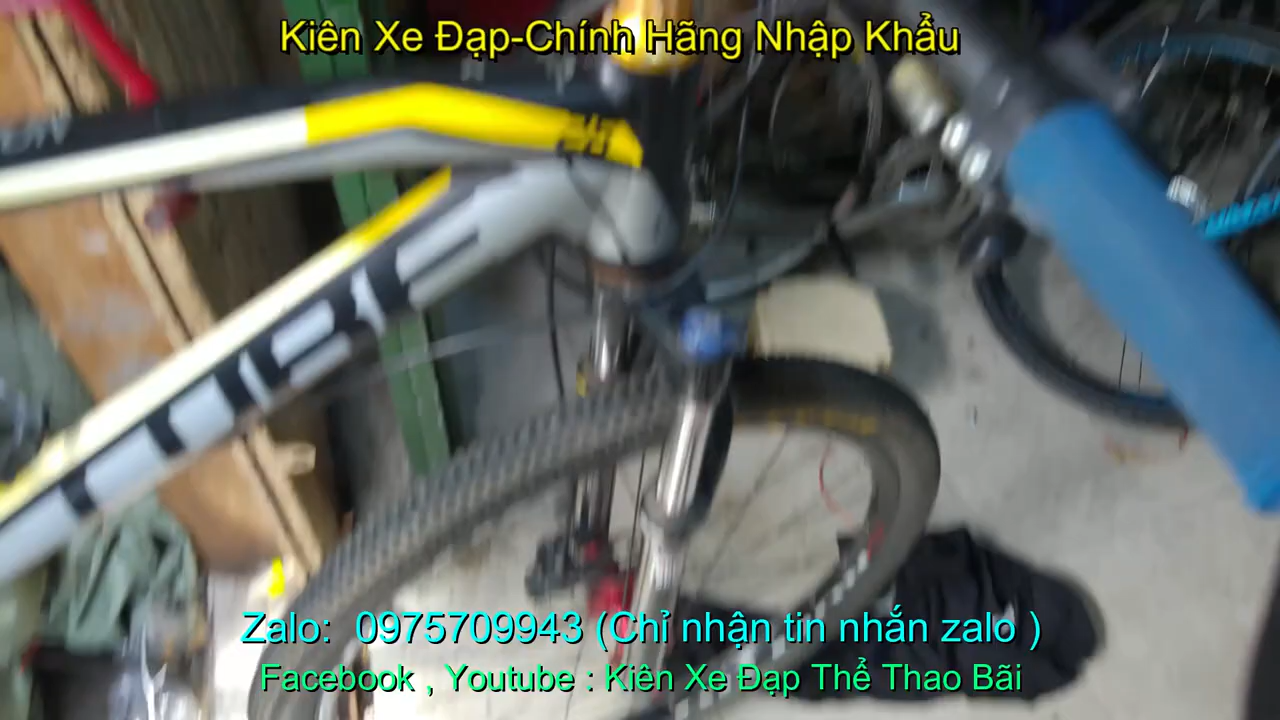 Kiên Xe Đạp-Chính Hãng Nhập Khẩu
Zalo: 0975709943 (Chỉ nhận tin nhắn zalo )
Facebook , Youtube : Kiên Xe Đạp Thể Thao Bãi